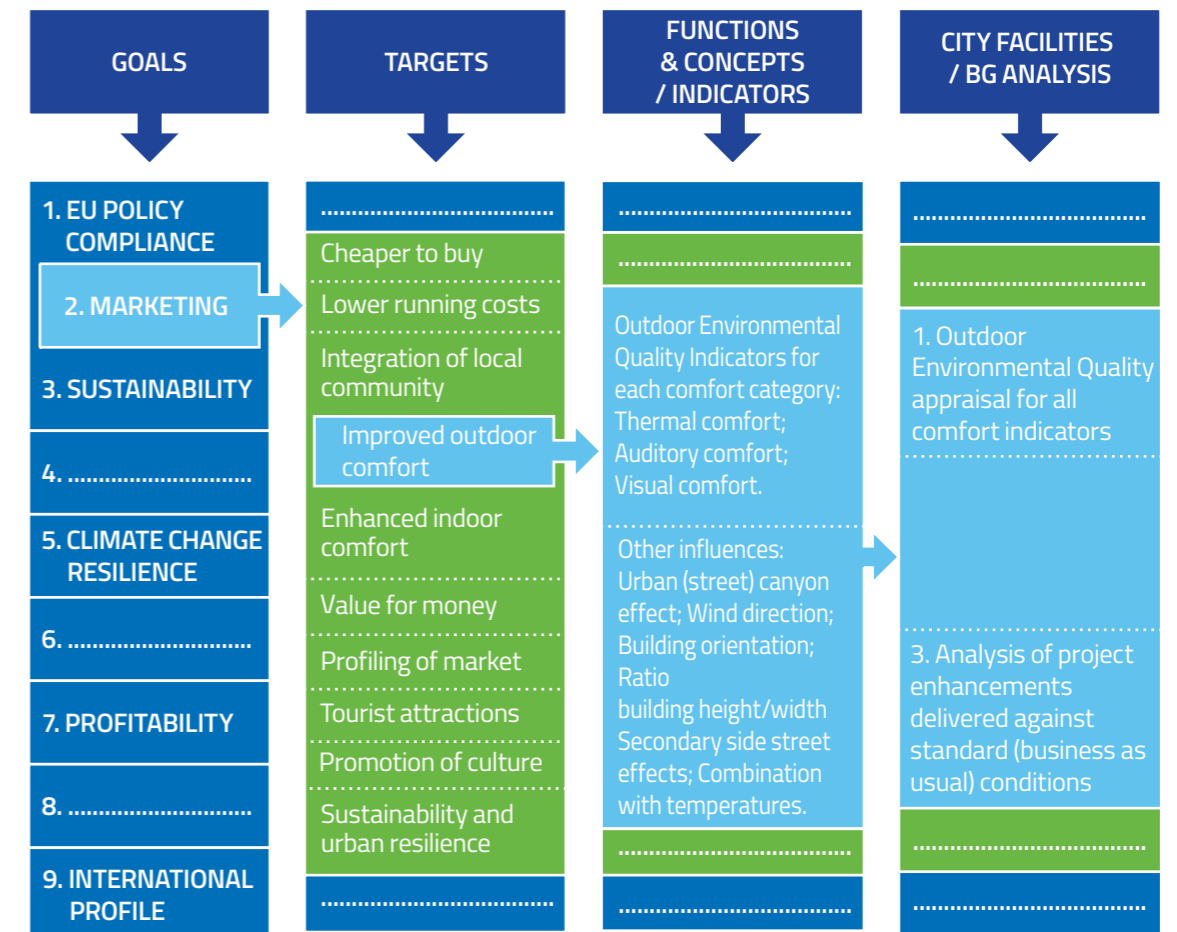 GOALS
TARGETS
FUNCTIONS
& CONCEPTS
/ INDICATORS
CITY FACILITIES
/ BG ANALYSIS
1. EU POLICY
COMPLIANCE
2. MARKETING
3. SUSTAINABILITY
4. ..............................
5. CLIMATE CHANGE
RESILIENCE
6. ..............................
7. PROFITABILITY
8. ..............................
9. INTERNATIONAL
PROFILE
......................................
Cheaper to buy
Lower running costs
Integration of local
community
Improved outdoor
comfort
Enhanced indoor
comfort
Value for money
Profiling of market
Tourist attractions
Promotion of culture
Sustainability and
urban resilience
......................................
......................................
......................................
Outdoor Environmental
Quality Indicators for
each comfort category:
Thermal comfort;
Auditory comfort;
Visual comfort.
Other influences:
Urban (street) canyon
effect; Wind direction;
Building orientation;
Ratio
building height/width
Secondary side street
effects; Combination
with temperatures.
......................................
......................................
......................................
......................................
1. Outdoor
Environmental Quality
appraisal for all
comfort indicators
3. Analysis of project
enhancements
delivered against
standard (business as
usual) conditions
......................................
......................................